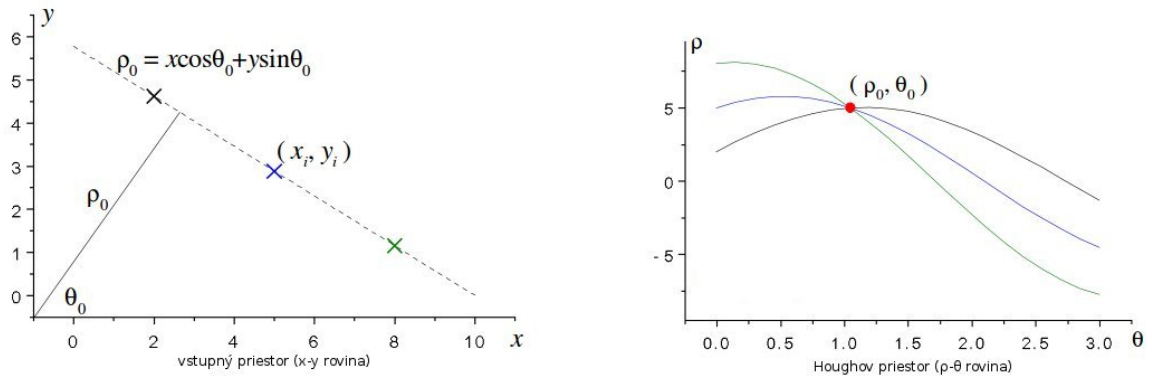 y
6
5
4
3
2
1
0
ρ₀ = xcosθ₀+ysinθ₀
( xᵢ, yᵢ )
ρ₀
θ₀
0 2 4 6 8 10 x
vstupný priestor (x-y rovina)
ρ
5
0
- 5
( ρ₀, θ₀ )
0.0 0.5 1.0 1.5 2.0 2.5 3.0 θ
Houghov priestor (ρ-θ rovina)